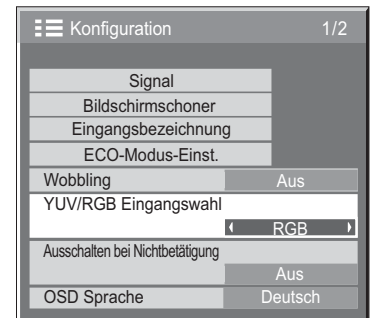 Konfiguration 1/2
Signal
Bildschirmschoner
Eingangsbezeichnung
ECO-Modus-Einst.
Wobbling Aus
YUV/RGB Eingangswahl
RGB
Ausschalten bei Nichtbetätigung
Aus
OSD Sprache Deutsch